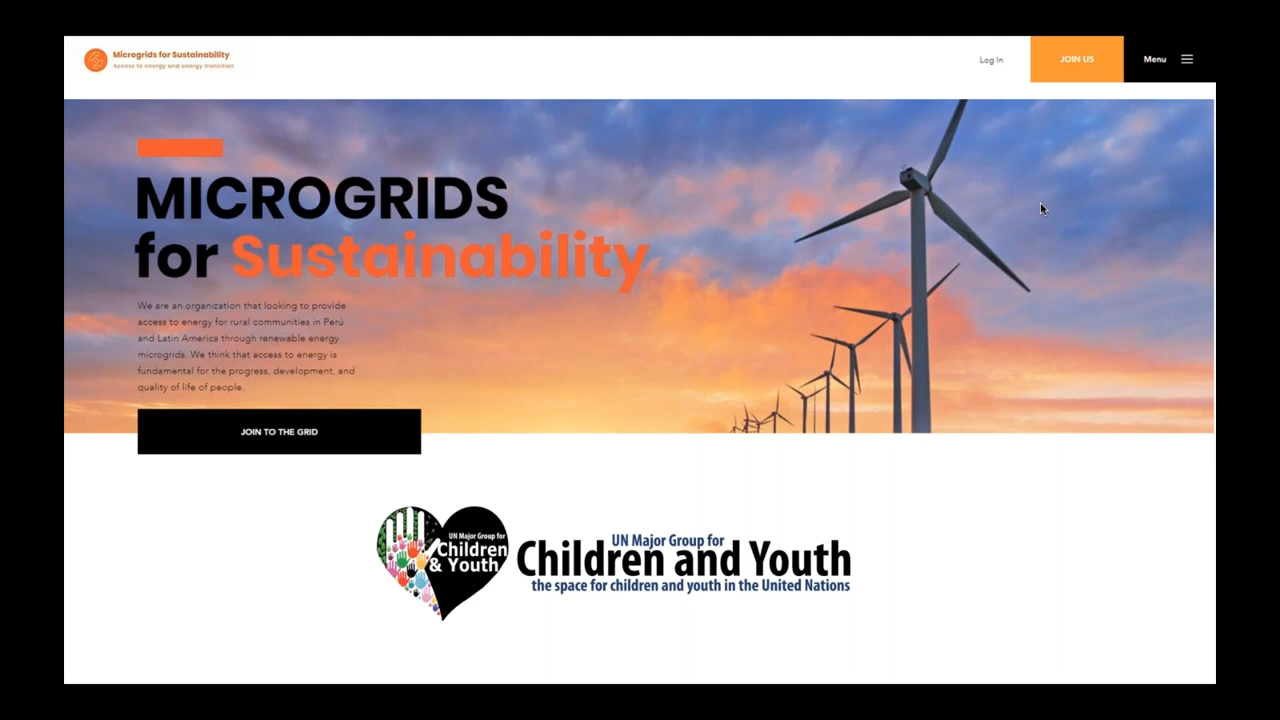 Microgrids for Sustainability
Access to energy and energy transition
Log In
JOIN US
Menu
MICROGRIDS
for Sustainability
We are an organization that looking to provide
access to energy for rural communities in Perú
and Latin America through renewable energy
microgrids. We think that access to energy is
fundamental for the progress, development, and
quality of life of people.
JOIN TO THE GRID
UN Major Group for
Children
& Youth
UN Major Group for
Children and Youth
the space for children and youth in the United Nations